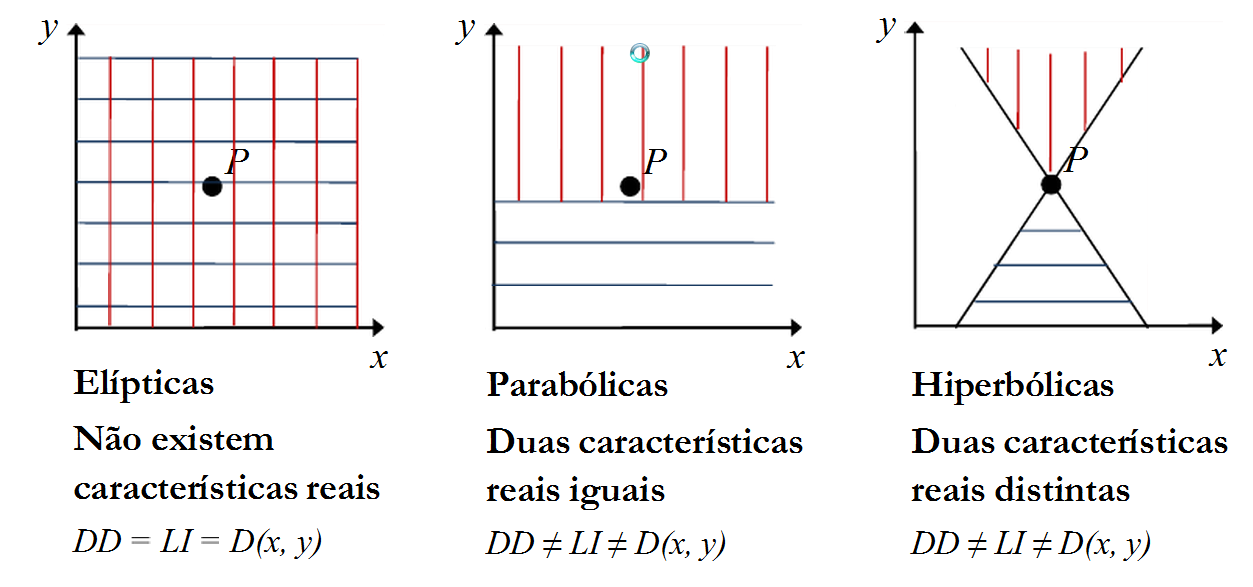 y
P
x
Elípticas
Não existem
características reais
DD = LI = D(x, y)
y
P
x
Parabólicas
Duas características
reais iguais
DD ≠ LI ≠ D(x, y)
y
P
x
Hiperbólicas
Duas características
reais distintas
DD ≠ LI ≠ D(x, y)